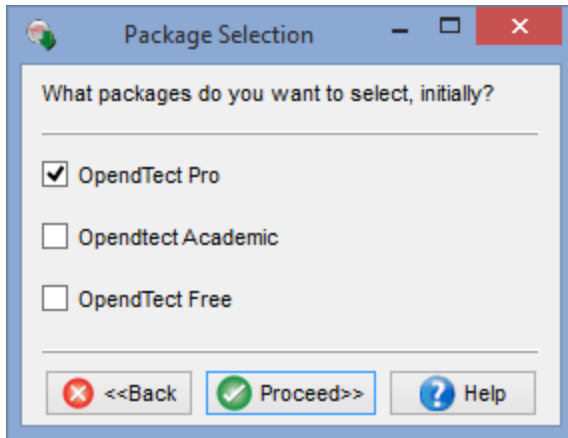 Package Selection
What packages do you want to select, initially?
OpendTect Pro
Opendtect Academic
OpendTect Free
<<Back
Proceed>>
Help